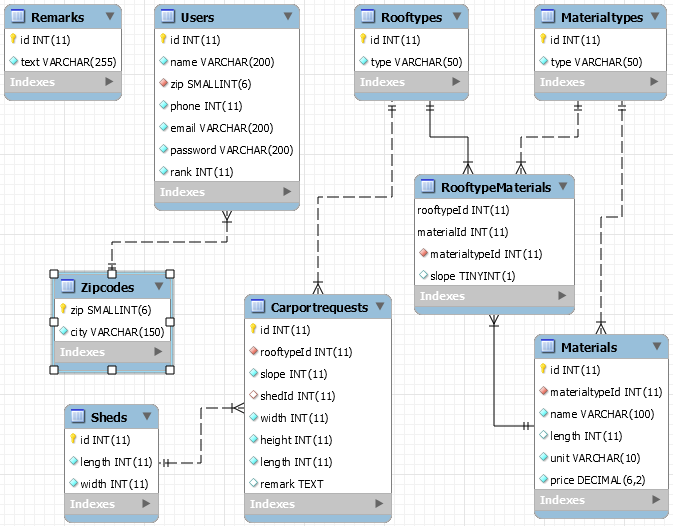 Remarks
id INT(11)
text VARCHAR(255)
Indexes
Users
id INT(11)
name VARCHAR(200)
zip SMALLINT(6)
phone INT(11)
email VARCHAR(200)
password VARCHAR(200)
rank INT(11)
Indexes
Rooftypes
id INT(11)
type VARCHAR(50)
Indexes
Materialtypes
id INT(11)
type VARCHAR(50)
Indexes
RooftypeMaterials
rooftypeId INT(11)
materialId INT(11)
materialtypeId INT(11)
slope TINYINT(1)
Indexes
Zipcodes
zip SMALLINT(6)
city VARCHAR(150)
Indexes
Carportrequests
id INT(11)
rooftypeId INT(11)
slope INT(11)
shedId INT(11)
width INT(11)
height INT(11)
length INT(11)
remark TEXT
Indexes
Materials
id INT(11)
materialtypeId INT(11)
name VARCHAR(100)
length INT(11)
unit VARCHAR(10)
price DECIMAL(6,2)
Indexes
Sheds
id INT(11)
length INT(11)
width INT(11)
Indexes